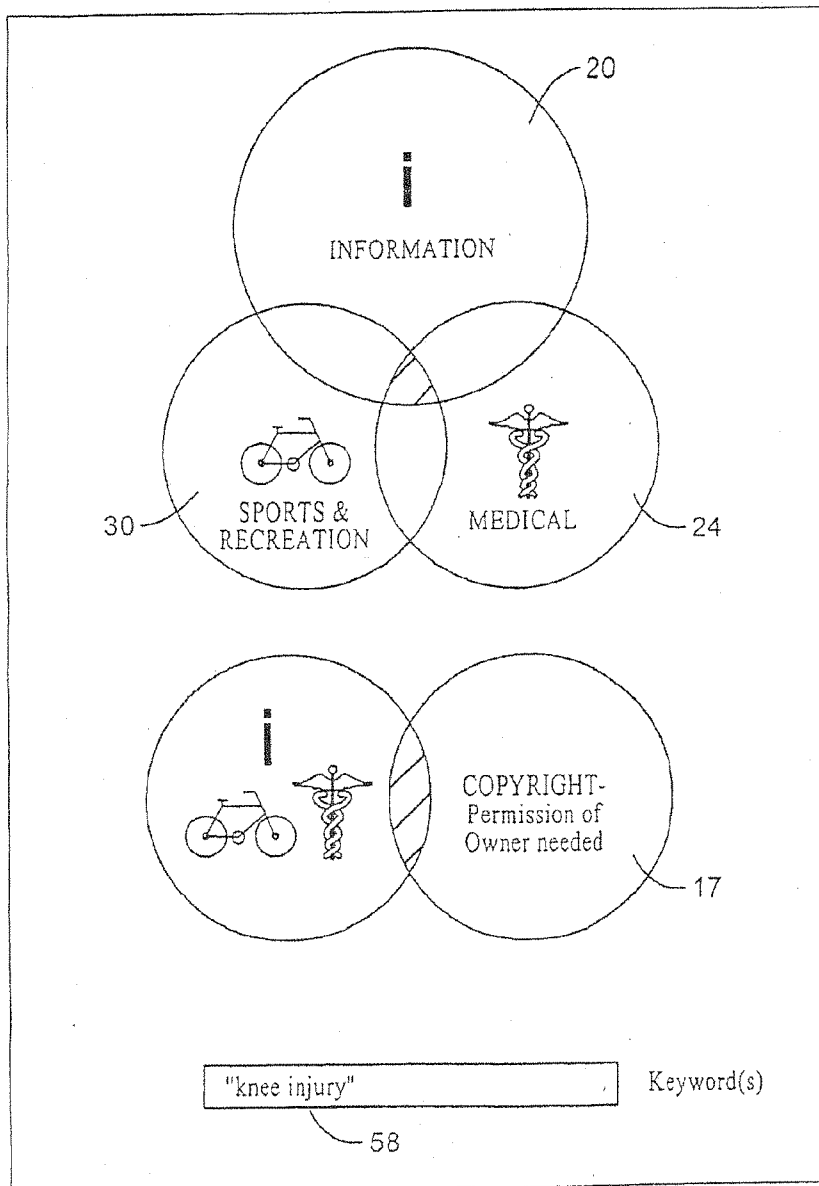 20
i
INFORMATION
30
SPORTS &
RECREATION
MEDICAL
24
i
COPYRIGHT-
Permission of
Owner needed
17
"knee injury"
Keyword(s)
58